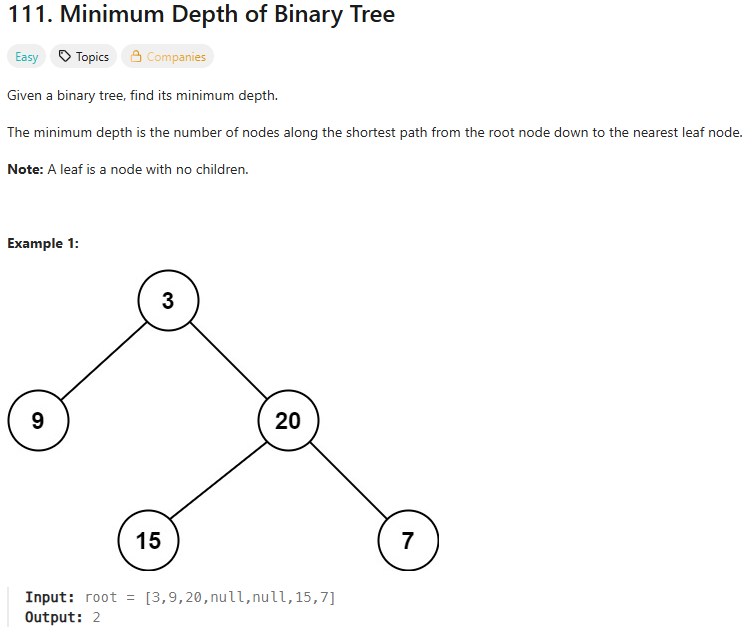 111. Minimum Depth of Binary Tree
Easy Topics Companies
Given a binary tree, find its minimum depth.
The minimum depth is the number of nodes along the shortest path from the root node down to the nearest leaf node.
Note: A leaf is a node with no children.
Example 1:
3
9 20
15 7
Input: root = [3,9,20,null,null,15,7]
Output: 2